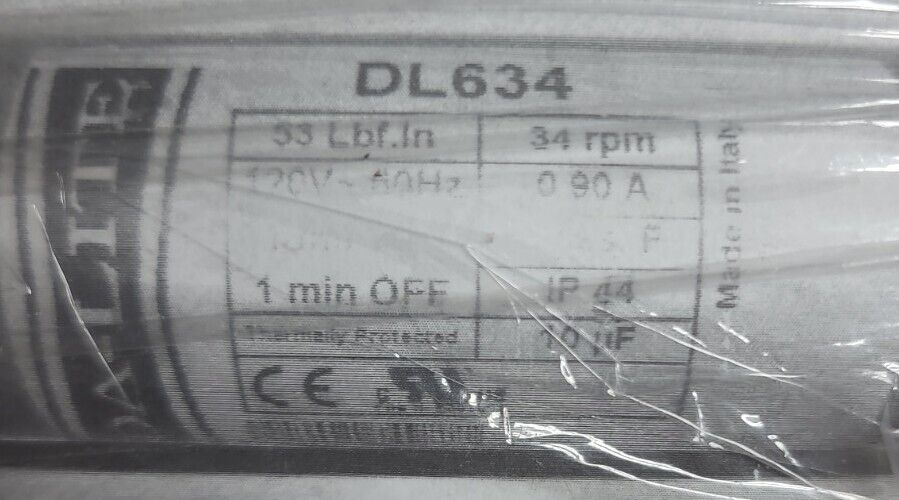 DL634
53 Lbf.In 34 rpm
120V~ 60Hz 0.90 A
F
1 min OFF IP 44
Thermally Protected 10 µF
CE
Made in Italy